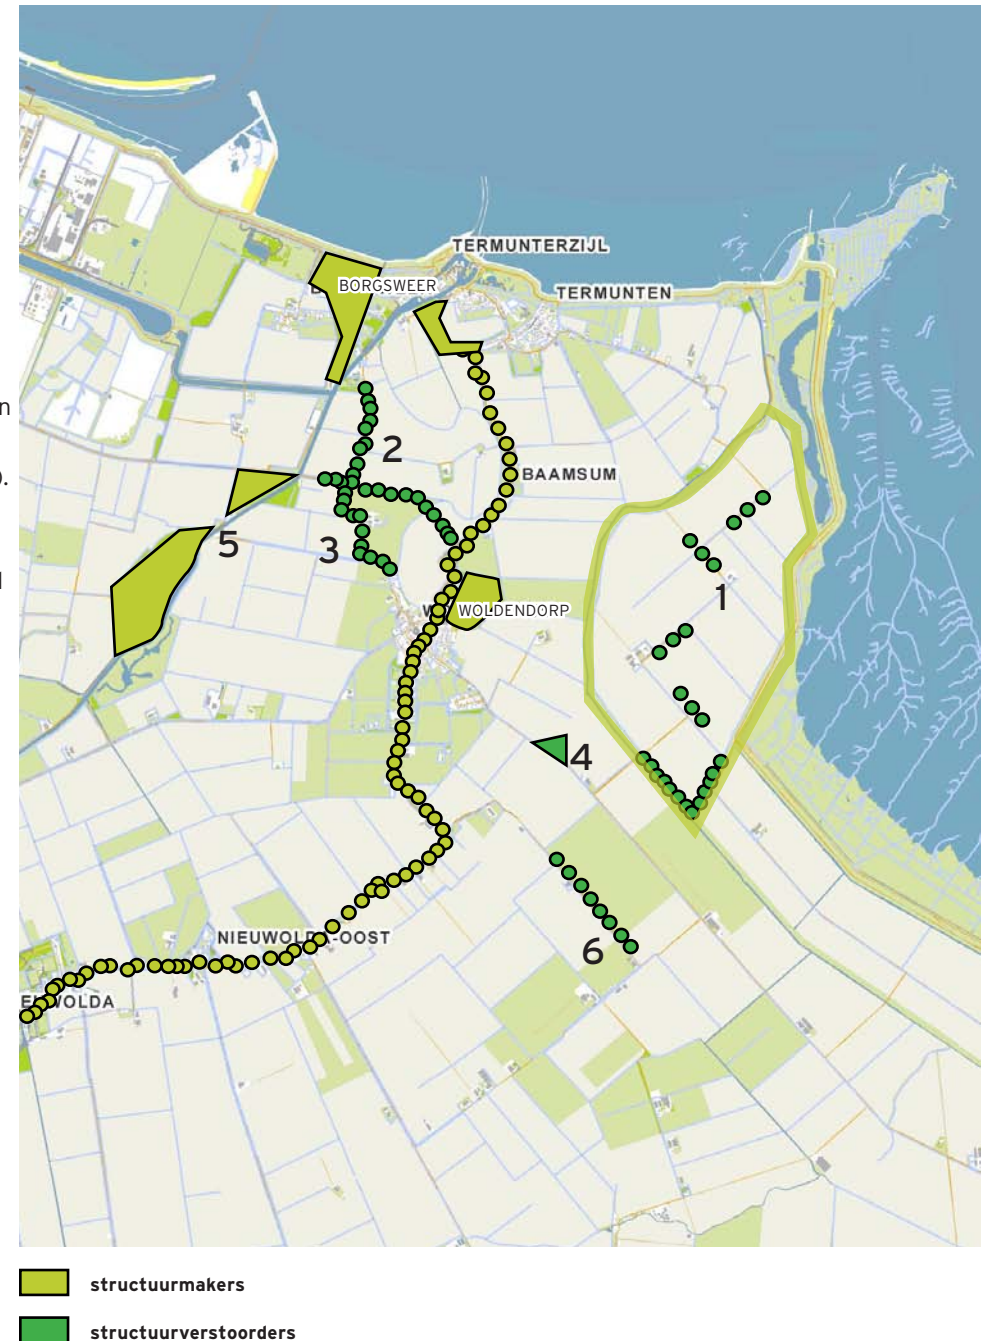 TERMUNTERZIJL
BORGSWEER
TERMUNTEN
n
2
BAAMSUM
.
5
3
1
WOLDENDORP
4
6
NIEUWOLDA-OOST
structuurmakers
structuurverstoorders